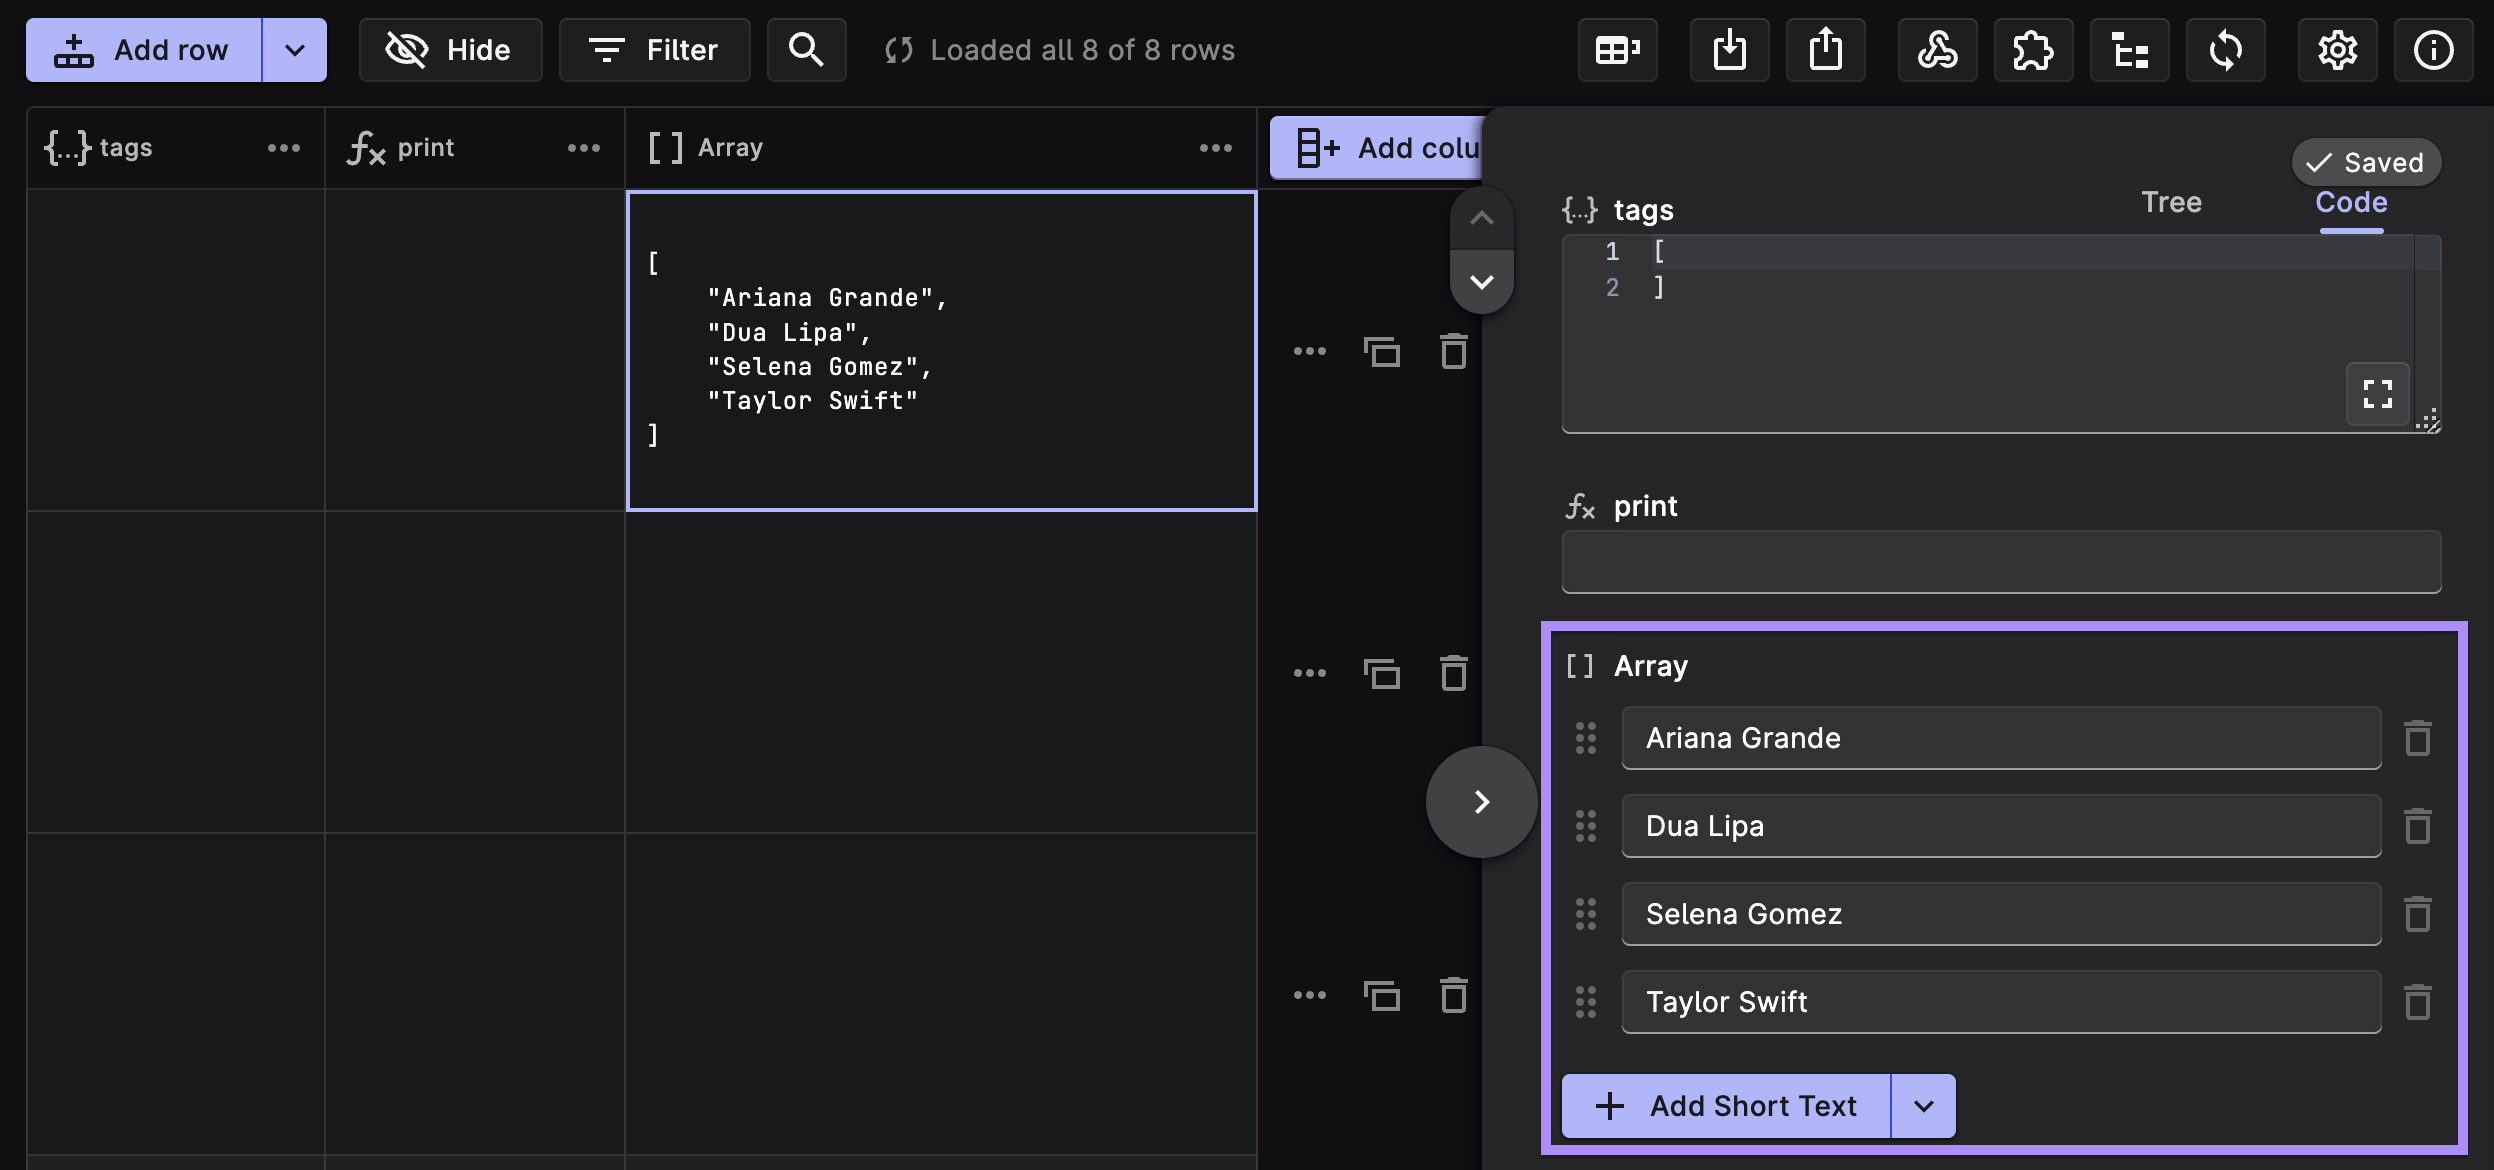 Add row
Hide
Filter
Loaded all 8 of 8 rows
{...} tags
fx print
[ ] Array
Add colu
[
"Ariana Grande",
"Dua Lipa",
"Selena Gomez",
"Taylor Swift"
]
Saved
{...} tags
Tree
Code
1 [
2 ]
fx print
[ ] Array
Ariana Grande
Dua Lipa
Selena Gomez
Taylor Swift
Add Short Text